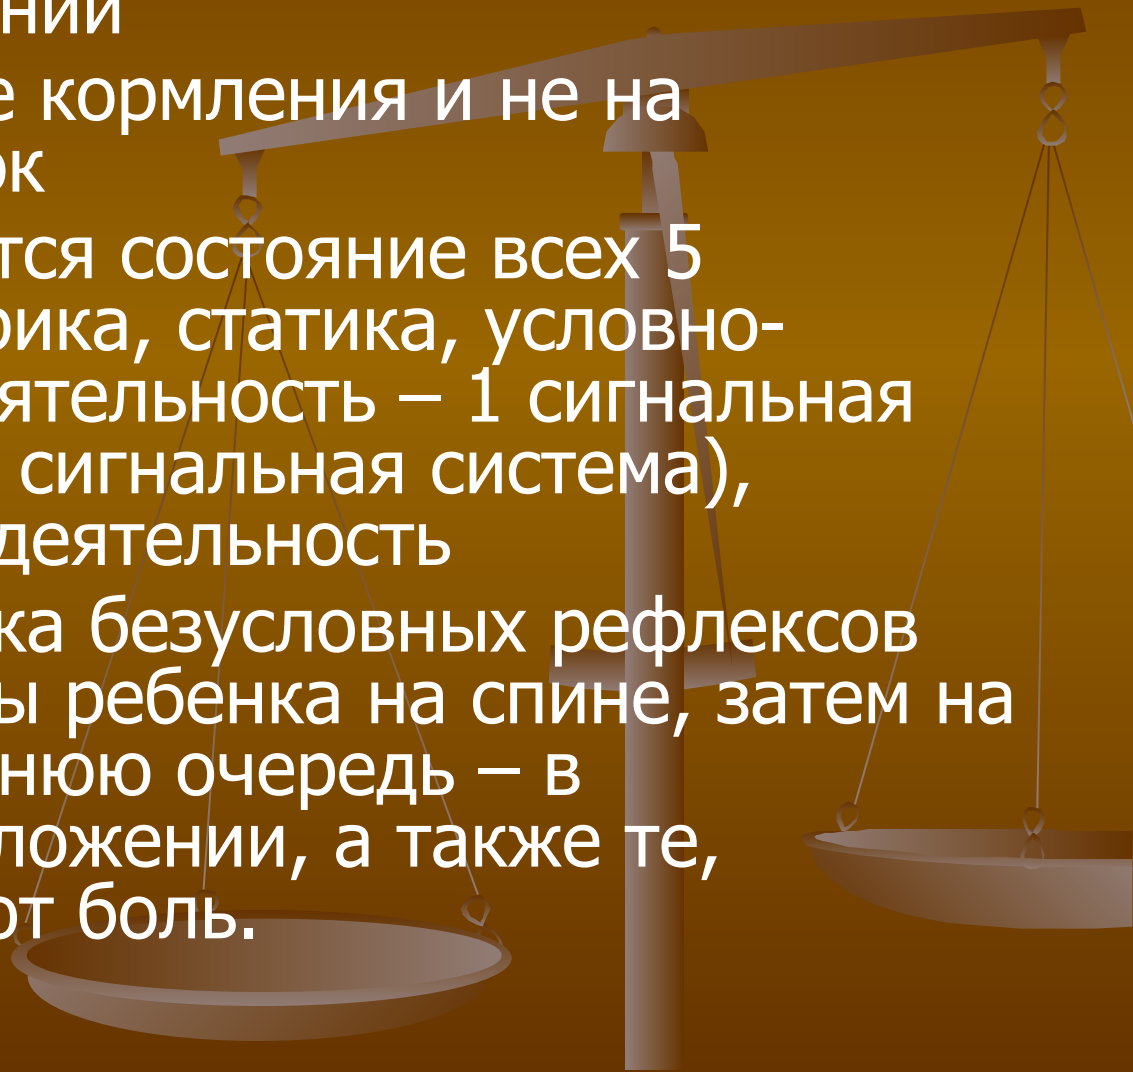 нии
е кормления и не на
ок
тся состояние всех 5
рика, статика, условно-
ятельность – 1 сигнальная
сигнальная система),
деятельность
ка безусловных рефлексов
ы ребенка на спине, затем на
нюю очередь – в
ложении, а также те,
ют боль.